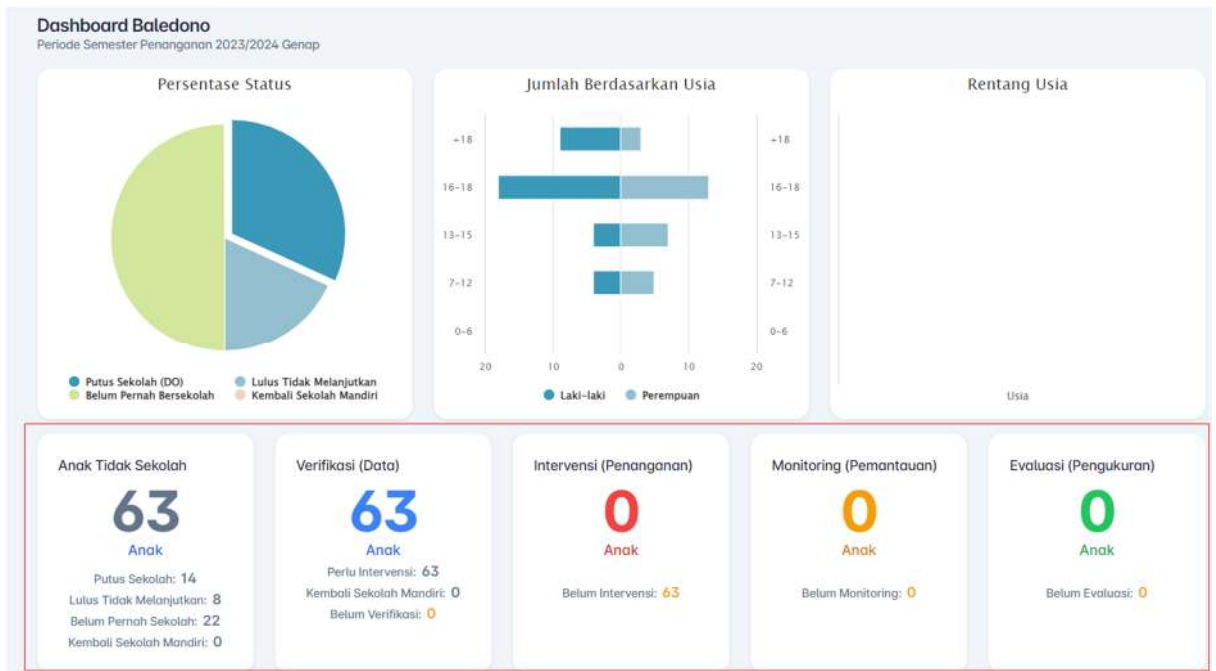 Dashboard Baledono
Periode Semester Penanganan 2023/2024 Genap
Persentase Status
Putus Sekolah (DO)
Lulus Tidak Melanjutkan
Belum Pernah Bersekolah
Kembali Sekolah Mandiri
Jumlah Berdasarkan Usia
+18
+18
16-18
16-18
13-15
13-15
7-12
7-12
0-6
0-6
20 10 0 10 20
Laki-laki
Perempuan
Rentang Usia
Usia
Anak Tidak Sekolah
63
Anak
Putus Sekolah: 14
Lulus Tidak Melanjutkan: 8
Belum Pernah Sekolah: 22
Kembali Sekolah Mandiri: 0
Verifikasi (Data)
63
Anak
Perlu Intervensi: 63
Kembali Sekolah Mandiri: 0
Belum Verifikasi: 0
Intervensi (Penanganan)
0
Anak
Belum Intervensi: 63
Monitoring (Pemantauan)
0
Anak
Belum Monitoring: 0
Evaluasi (Pengukuran)
0
Anak
Belum Evaluasi: 0